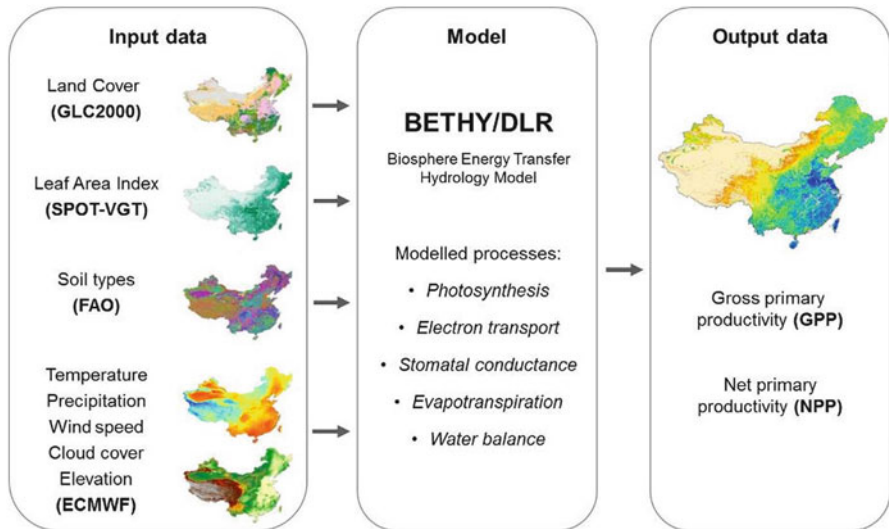 Input data
Land Cover
(GLC2000)
Leaf Area Index
(SPOT-VGT)
Soil types
(FAO)
Temperature
Precipitation
Wind speed
Cloud cover
Elevation
(ECMWF)
Model
BETHY/DLR
Biosphere Energy Transfer
Hydrology Model
Modelled processes:
• Photosynthesis
• Electron transport
• Stomatal conductance
• Evapotranspiration
• Water balance
Output data
Gross primary
productivity (GPP)
Net primary
productivity (NPP)